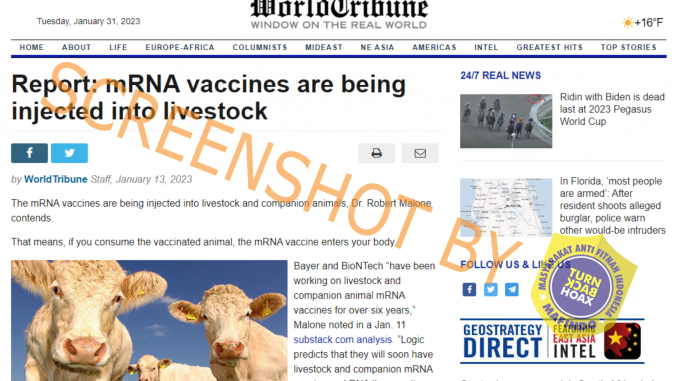 Tuesday, January 31, 2023
WorldTribune
WINDOW ON THE REAL WORLD
+16°F
HOME ABOUT LIFE EUROPE-AFRICA COLUMNISTS MIDEAST NE ASIA AMERICAS INTEL GREATEST HITS TOP STORIES
Report: mRNA vaccines are being
injected into livestock
by WorldTribune Staff, January 13, 2023
The mRNA vaccines are being injected into livestock and companion animals, Dr. Robert Malone
contends.
That means, if you consume the vaccinated animal, the mRNA vaccine enters your body.
Bayer and BioNTech “have been
working on livestock and
companion animal mRNA
vaccines for over six years,”
Malone noted in a Jan. 11
substack.com analysis. “Logic
predicts that they will soon have
livestock and companion mRNA
24/7 REAL NEWS
Ridin with Biden is dead
last at 2023 Pegasus
World Cup
In Florida, ‘most people
are armed’: After
resident shoots alleged
burglar, police warn
other would-be intruders
FOLLOW US & LIKE US
GEOSTRATEGY
DIRECT
FEATURING
EAST ASIA
INTEL
SCREENSHOT BY
MASYARAKAT ANTI FITNAH INDONESIA
TURN
BACK
HOAX
MAFINDO